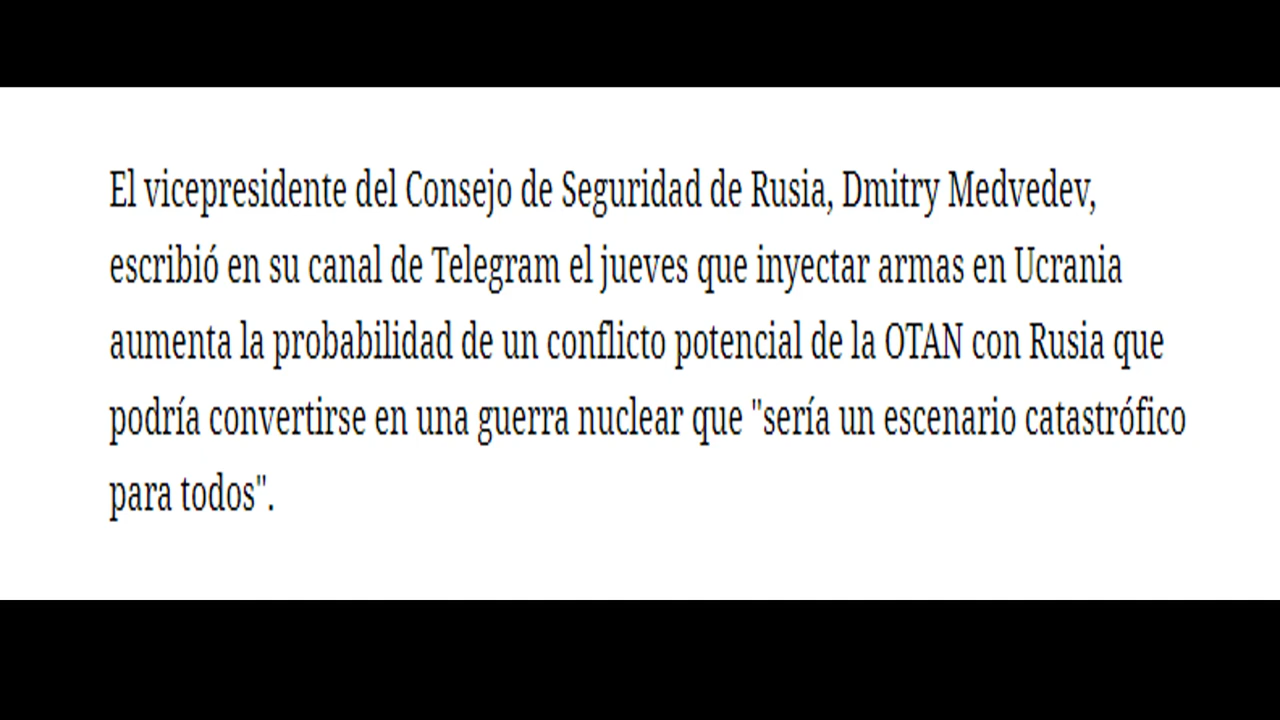 El vicepresidente del Consejo de Seguridad de Rusia, Dmitry Medvedev,
escribió en su canal de Telegram el jueves que inyectar armas en Ucrania
aumenta la probabilidad de un conflicto potencial de la OTAN con Rusia que
podría convertirse en una guerra nuclear que "sería un escenario catastrófico
para todos".